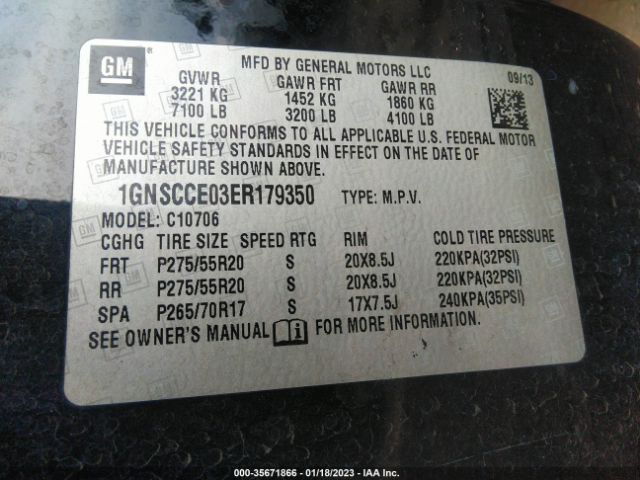 GM
MFD BY GENERAL MOTORS LLC 09/13
GVWR GAWR FRT GAWR RR
3221 KG 1452 KG 1860 KG
7100 LB 3200 LB 4100 LB
THIS VEHICLE CONFORMS TO ALL APPLICABLE U.S. FEDERAL MOTOR
VEHICLE SAFETY STANDARDS IN EFFECT ON THE DATE OF
MANUFACTURE SHOWN ABOVE.
1GNSCCE03ER179350 TYPE: M.P.V.
MODEL: C10706
CGHG TIRE SIZE SPEED RTG RIM COLD TIRE PRESSURE
FRT P275/55R20 S 20X8.5J 220KPA(32PSI)
RR P275/55R20 S 20X8.5J 220KPA(32PSI)
SPA P265/70R17 S 17X7.5J 240KPA(35PSI)
SEE OWNER'S MANUAL i FOR MORE INFORMATION.
000-35671866 - 01/18/2023 - IAA Inc.